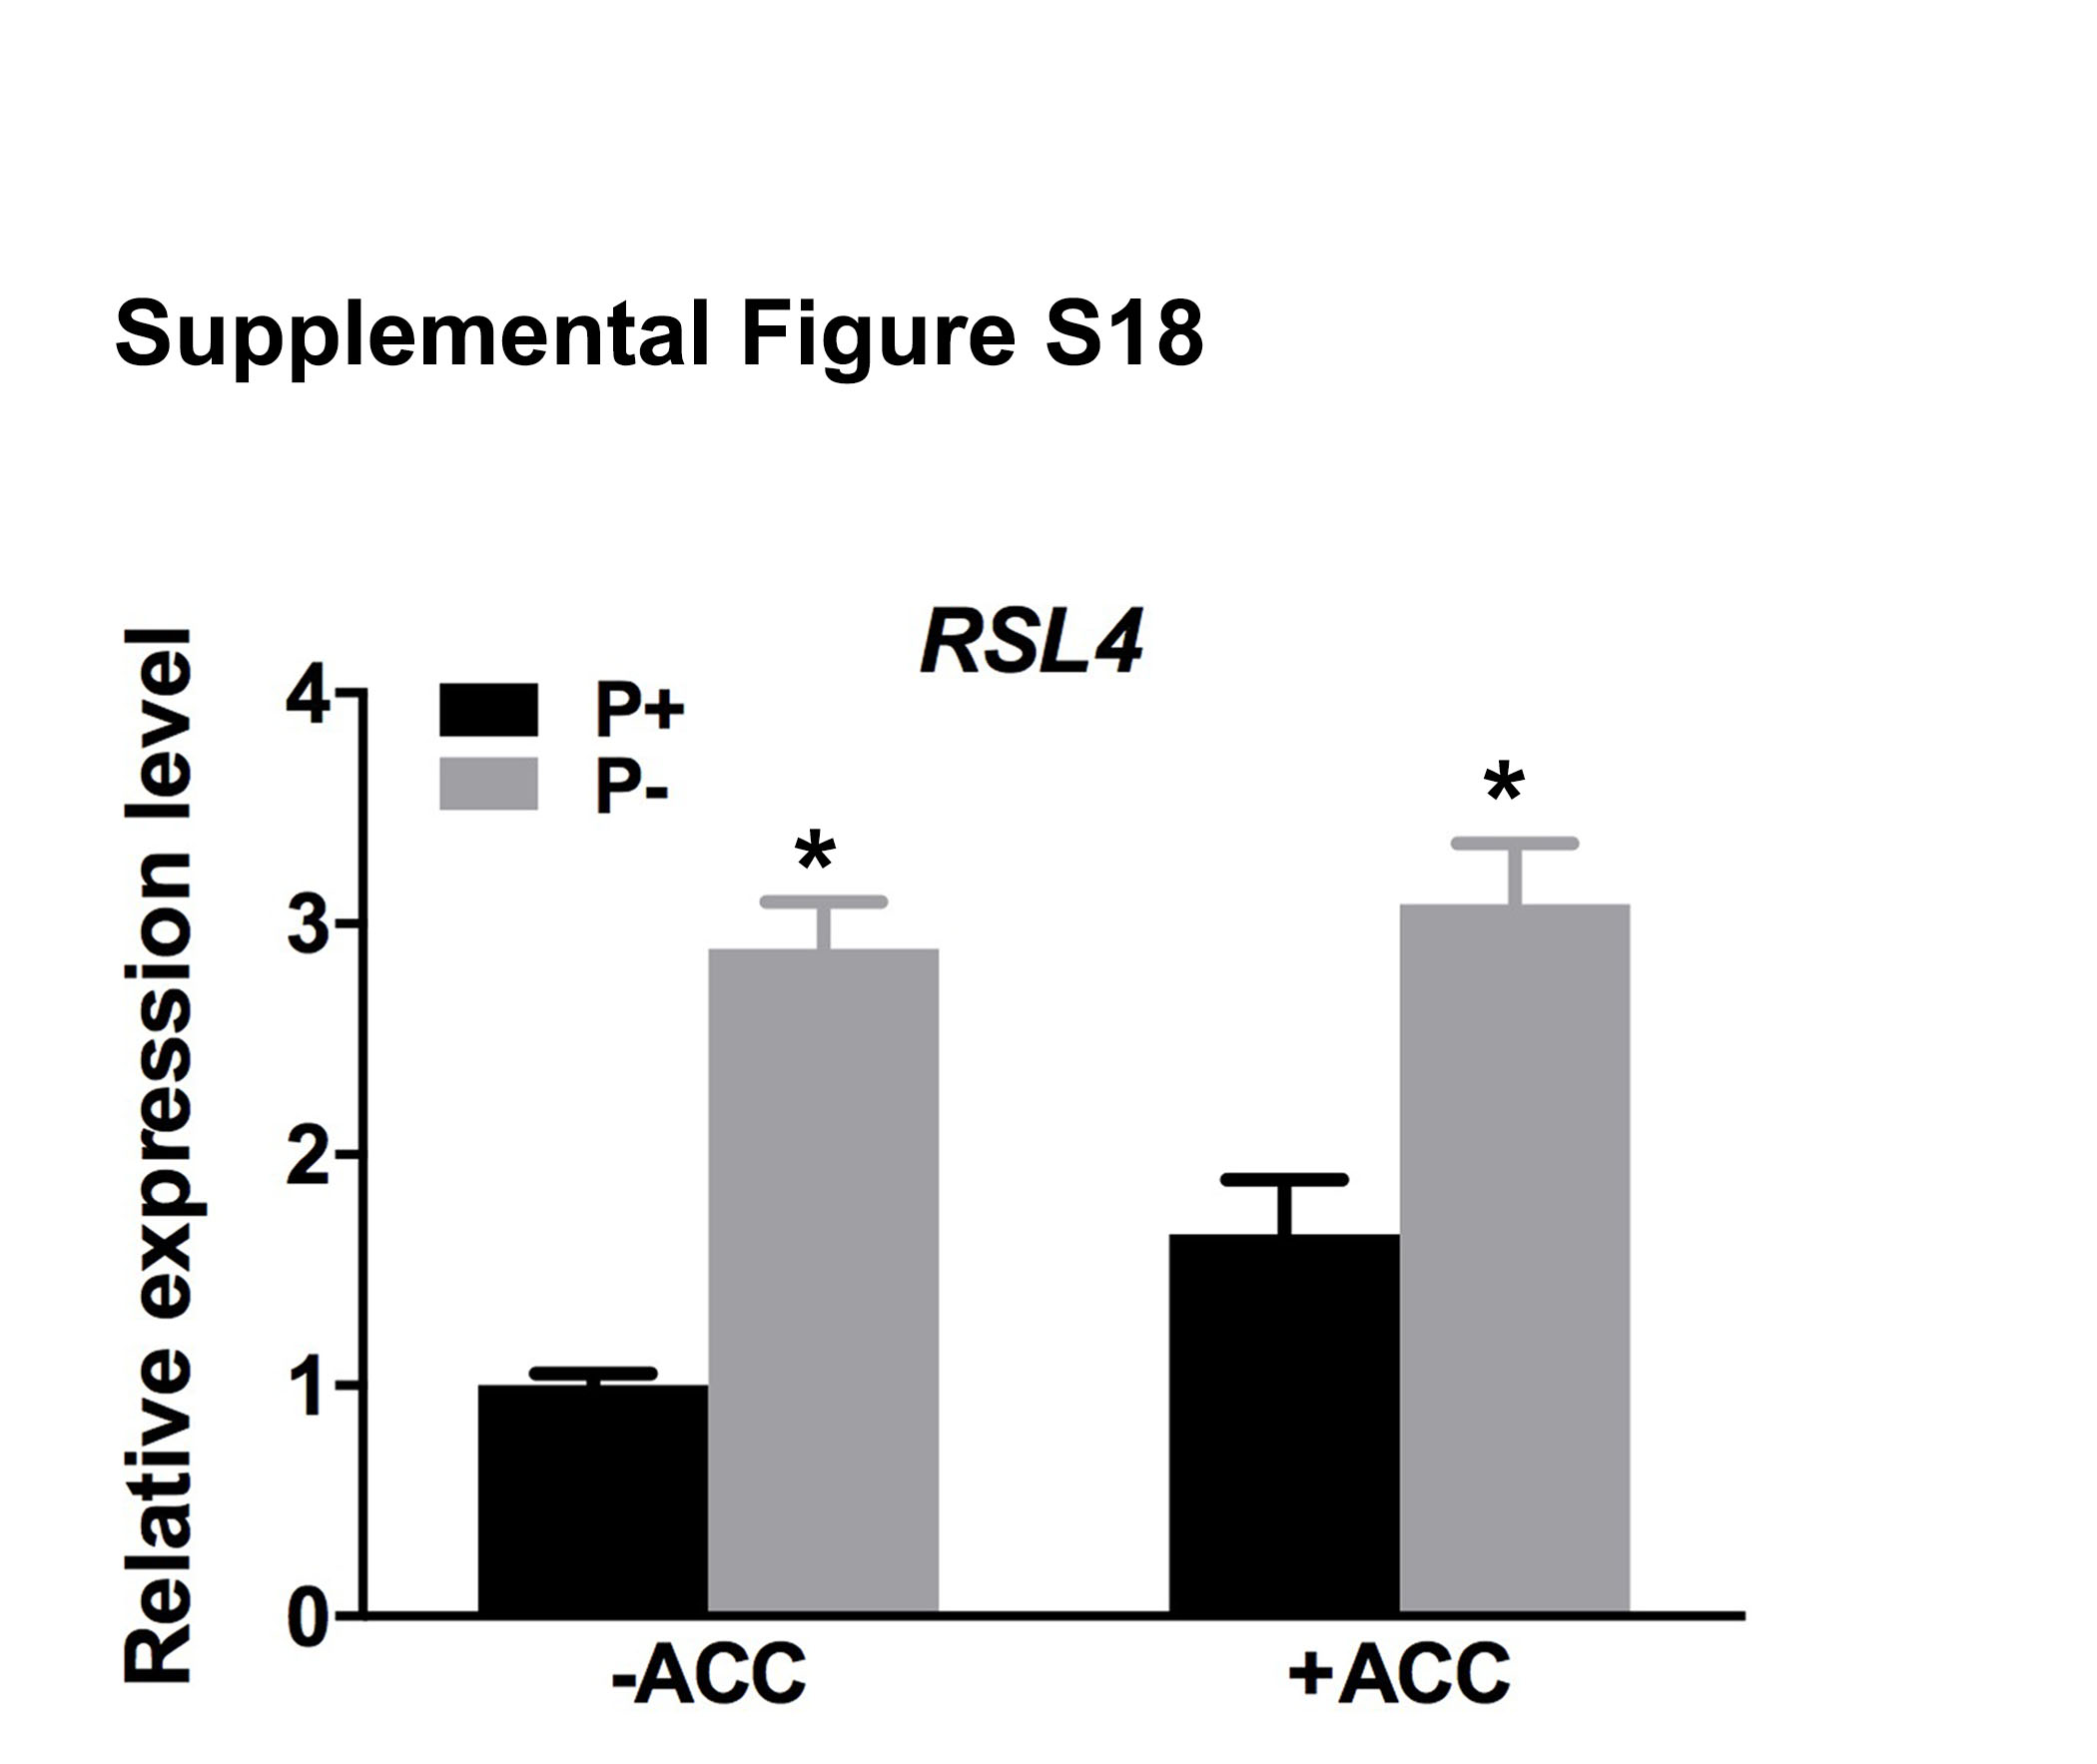 Supplemental Figure S18
RSL4
Relative expression level
4
3
2
1
0
P+
P-
*
*
-ACC
+ACC